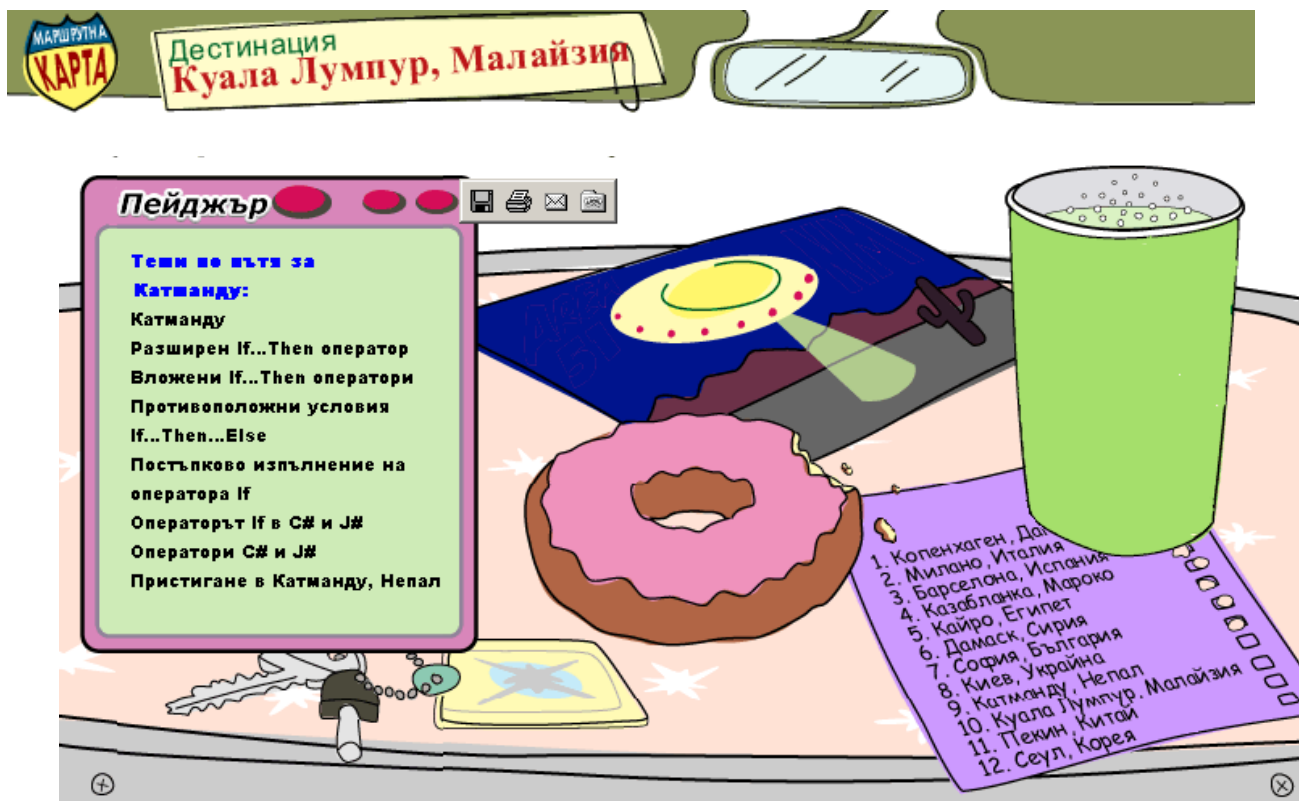 МАРШРУТНА
КАРТА
Дестинация
Куала Лумпур, Малайзия
Пейджър
Теми по пътя за
Катманду:
Катманду
Разширен If...Then оператор
Вложени If...Then оператори
Противоположни условия
If...Then...Else
Постъпково изпълнение на
оператора If
Операторът If в C# и J#
Оператори C# и J#
Пристигане в Катманду, Непал
1. Копенхаген,
2. Милано, Италия
3. Барселона, Испания
4. Казабланка, Мароко
5. Кайро, Египет
6. Дамаск, Сирия
7. София, България
8. Киев, Украйна
9. Катманду, Непал
10. Куала Лумпур, Малайзия
11. Пекин, Китай
12. Сеул, Корея